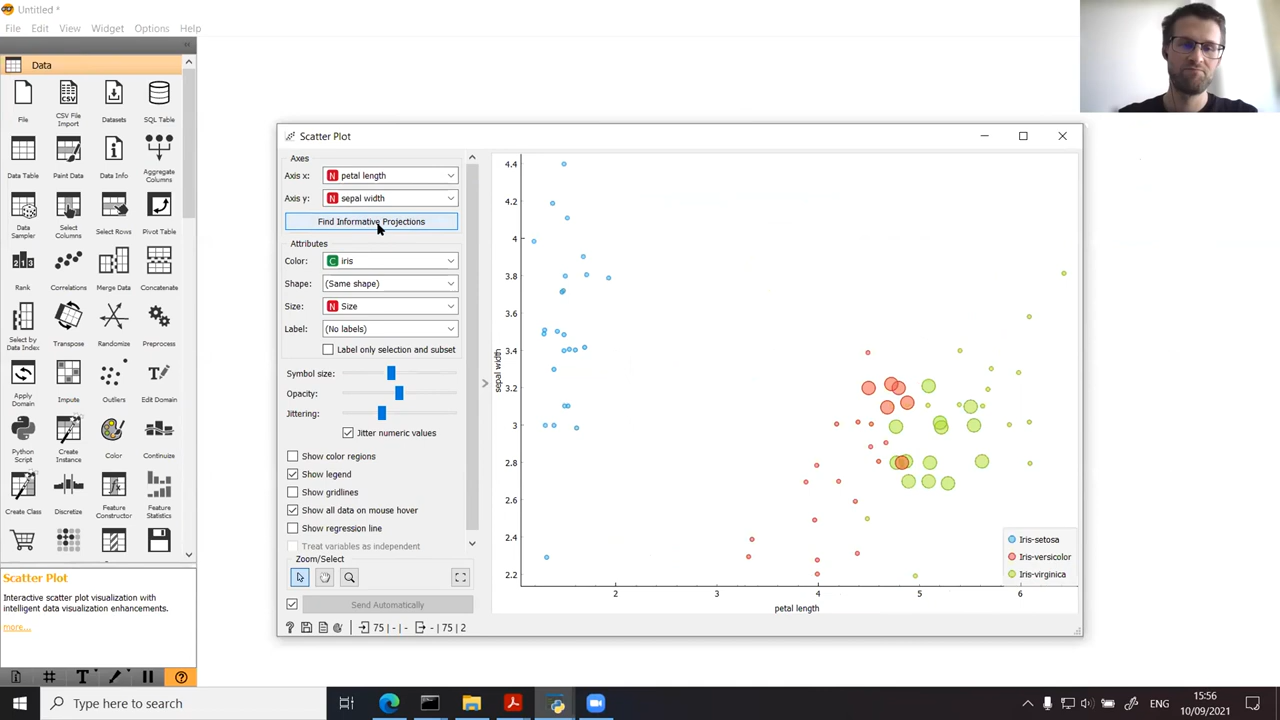 Untitled *
File Edit View Widget Options Help
Data
File CSV File Import Datasets SQL Table
Data Table Paint Data Data Info Aggregate Columns
Data Sampler Select Columns Select Rows Pivot Table
Rank Correlations Merge Data Concatenate
Select by Data Index Transpose Randomize Preprocess
Apply Domain Impute Outliers Edit Domain
Python Script Create Instance Color Continuize
Create Class Discretize Feature Constructor Feature Statistics
Scatter Plot
Interactive scatter plot visualization with
intelligent data visualization enhancements.
more...
Scatter Plot
Axes
Axis x: N petal length
Axis y: N sepal width
Find Informative Projections
Attributes
Color: C iris
Shape: (Same shape)
Size: N Size
Label: (No labels)
Label only selection and subset
Symbol size:
Opacity:
Jittering:
Jitter numeric values
Show color regions
Show legend
Show gridlines
Show all data on mouse hover
Show regression line
Treat variables as independent
Zoom/Select
Send Automatically
75 | - | - - | 75 | 2
4.4
4.2
4
3.8
3.6
3.4
3.2
3
2.8
2.6
2.4
2.2
sepal width
2 3 4 5 6
petal length
Iris-setosa
Iris-versicolor
Iris-virginica
Type here to search
ENG
15:56
10/09/2021